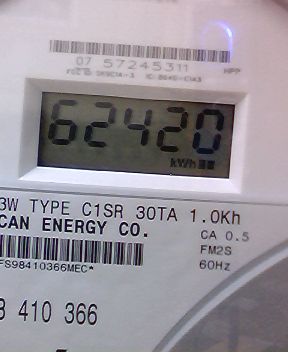 07 57245311
HPP
62420
kWh
3W TYPE C1SR 30TA 1.0Kh
CAN ENERGY CO.
CA 0.5
FM2S
60Hz
FS98410366MEC*
410 366